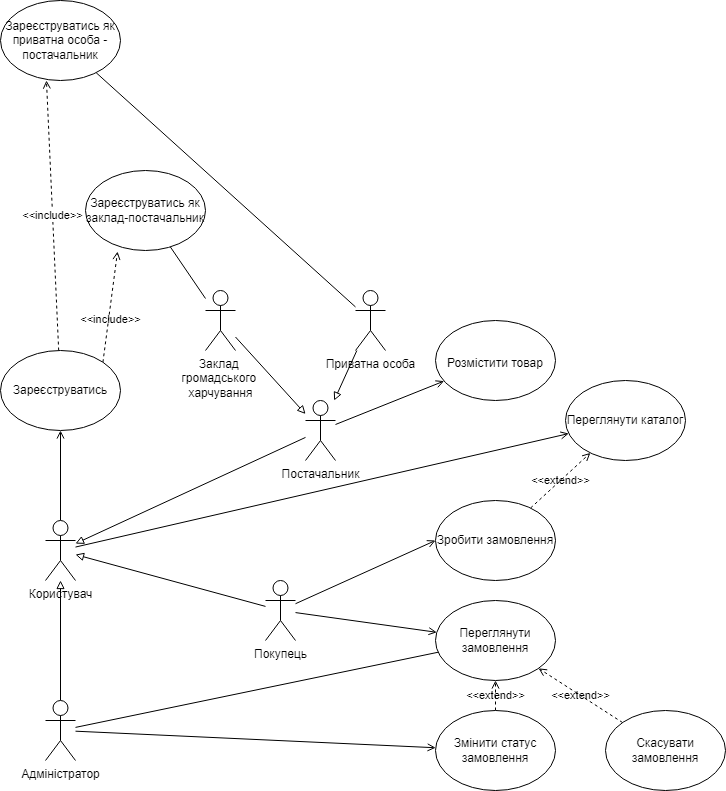 Зареєструватись як
приватна особа -
постачальник
<<include>>
Зареєструватись як
заклад-постачальник
<<include>>
Заклад
громадського
харчування
Приватна особа
Розмістити товар
Зареєструватись
Постачальник
Переглянути каталог
<<extend>>
Зробити замовлення
Користувач
Покупець
Переглянути
замовлення
<<extend>>
<<extend>>
Адміністратор
Змінити статус
замовлення
Скасувати
замовлення